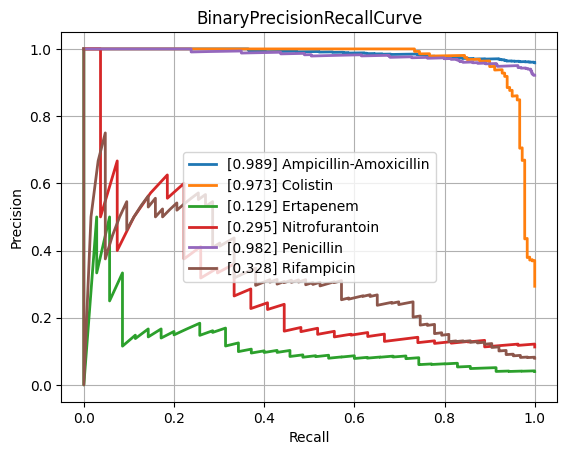 BinaryPrecisionRecallCurve
1.0
0.8
0.6
0.4
0.2
0.0
Precision
[0.989] Ampicillin-Amoxicillin
[0.973] Colistin
[0.129] Ertapenem
[0.295] Nitrofurantoin
[0.982] Penicillin
[0.328] Rifampicin
0.0 0.2 0.4 0.6 0.8 1.0
Recall